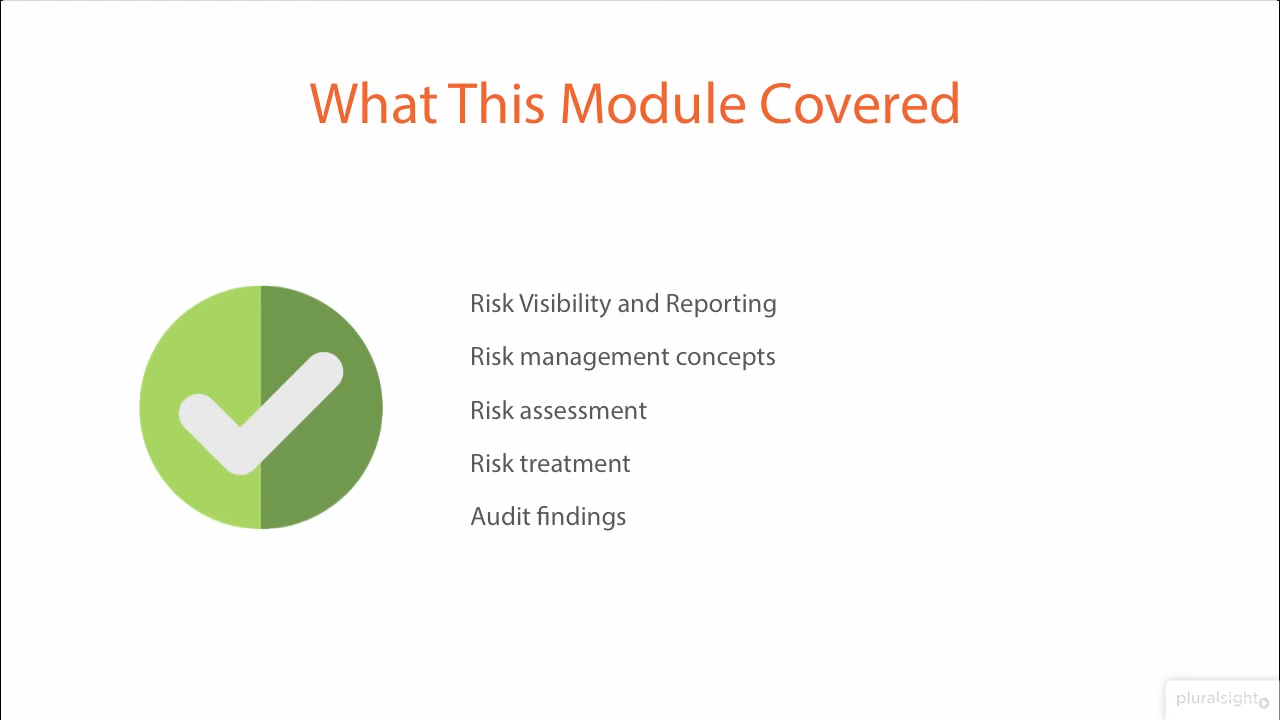 What This Module Covered
Risk Visibility and Reporting
Risk management concepts
Risk assessment
Risk treatment
Audit findings
pluralsight